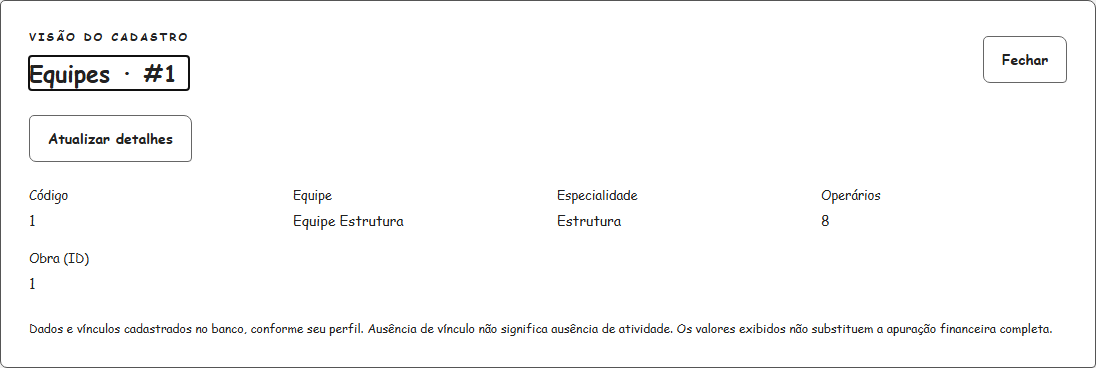 VISÃO DO CADASTRO
Equipes · #1
Fechar
Atualizar detalhes
Código
1
Equipe
Equipe Estrutura
Especialidade
Estrutura
Operários
8
Obra (ID)
1
Dados e vínculos cadastrados no banco, conforme seu perfil. Ausência de vínculo não significa ausência de atividade. Os valores exibidos não substituem a apuração financeira completa.